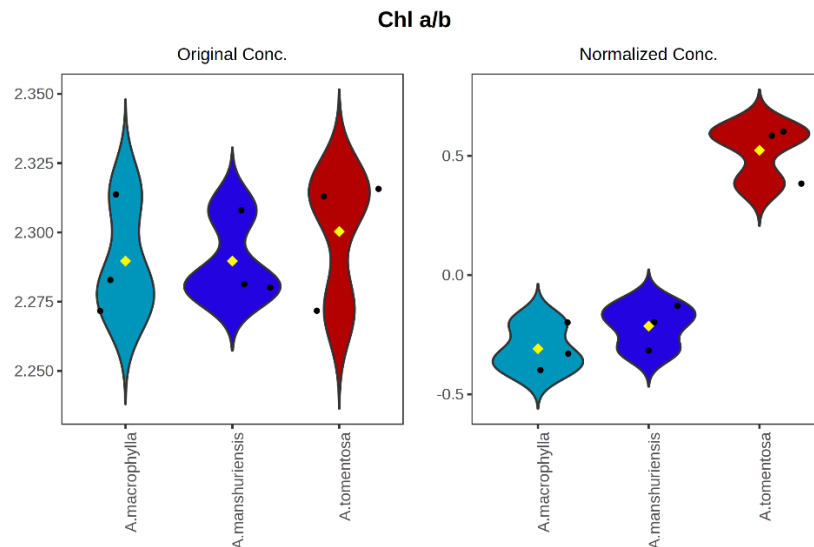 Chl a/b
Original Conc.
2.350
2.325
2.300
2.275
2.250
A.macrophylla
A.manshuriensis
A.tomentosa
Normalized Conc.
0.5
0.0
-0.5
A.macrophylla
A.manshuriensis
A.tomentosa